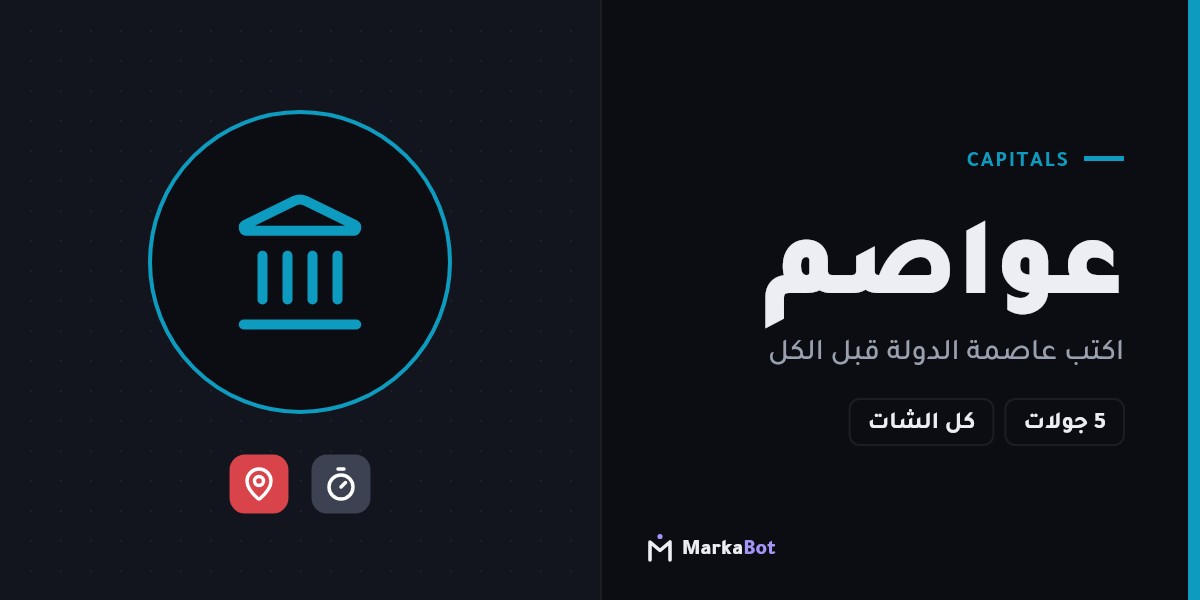 CAPITALS
عواصم
اكتب عاصمة الدولة قبل الكل
5 جولات
كل الشات
MarkaBot